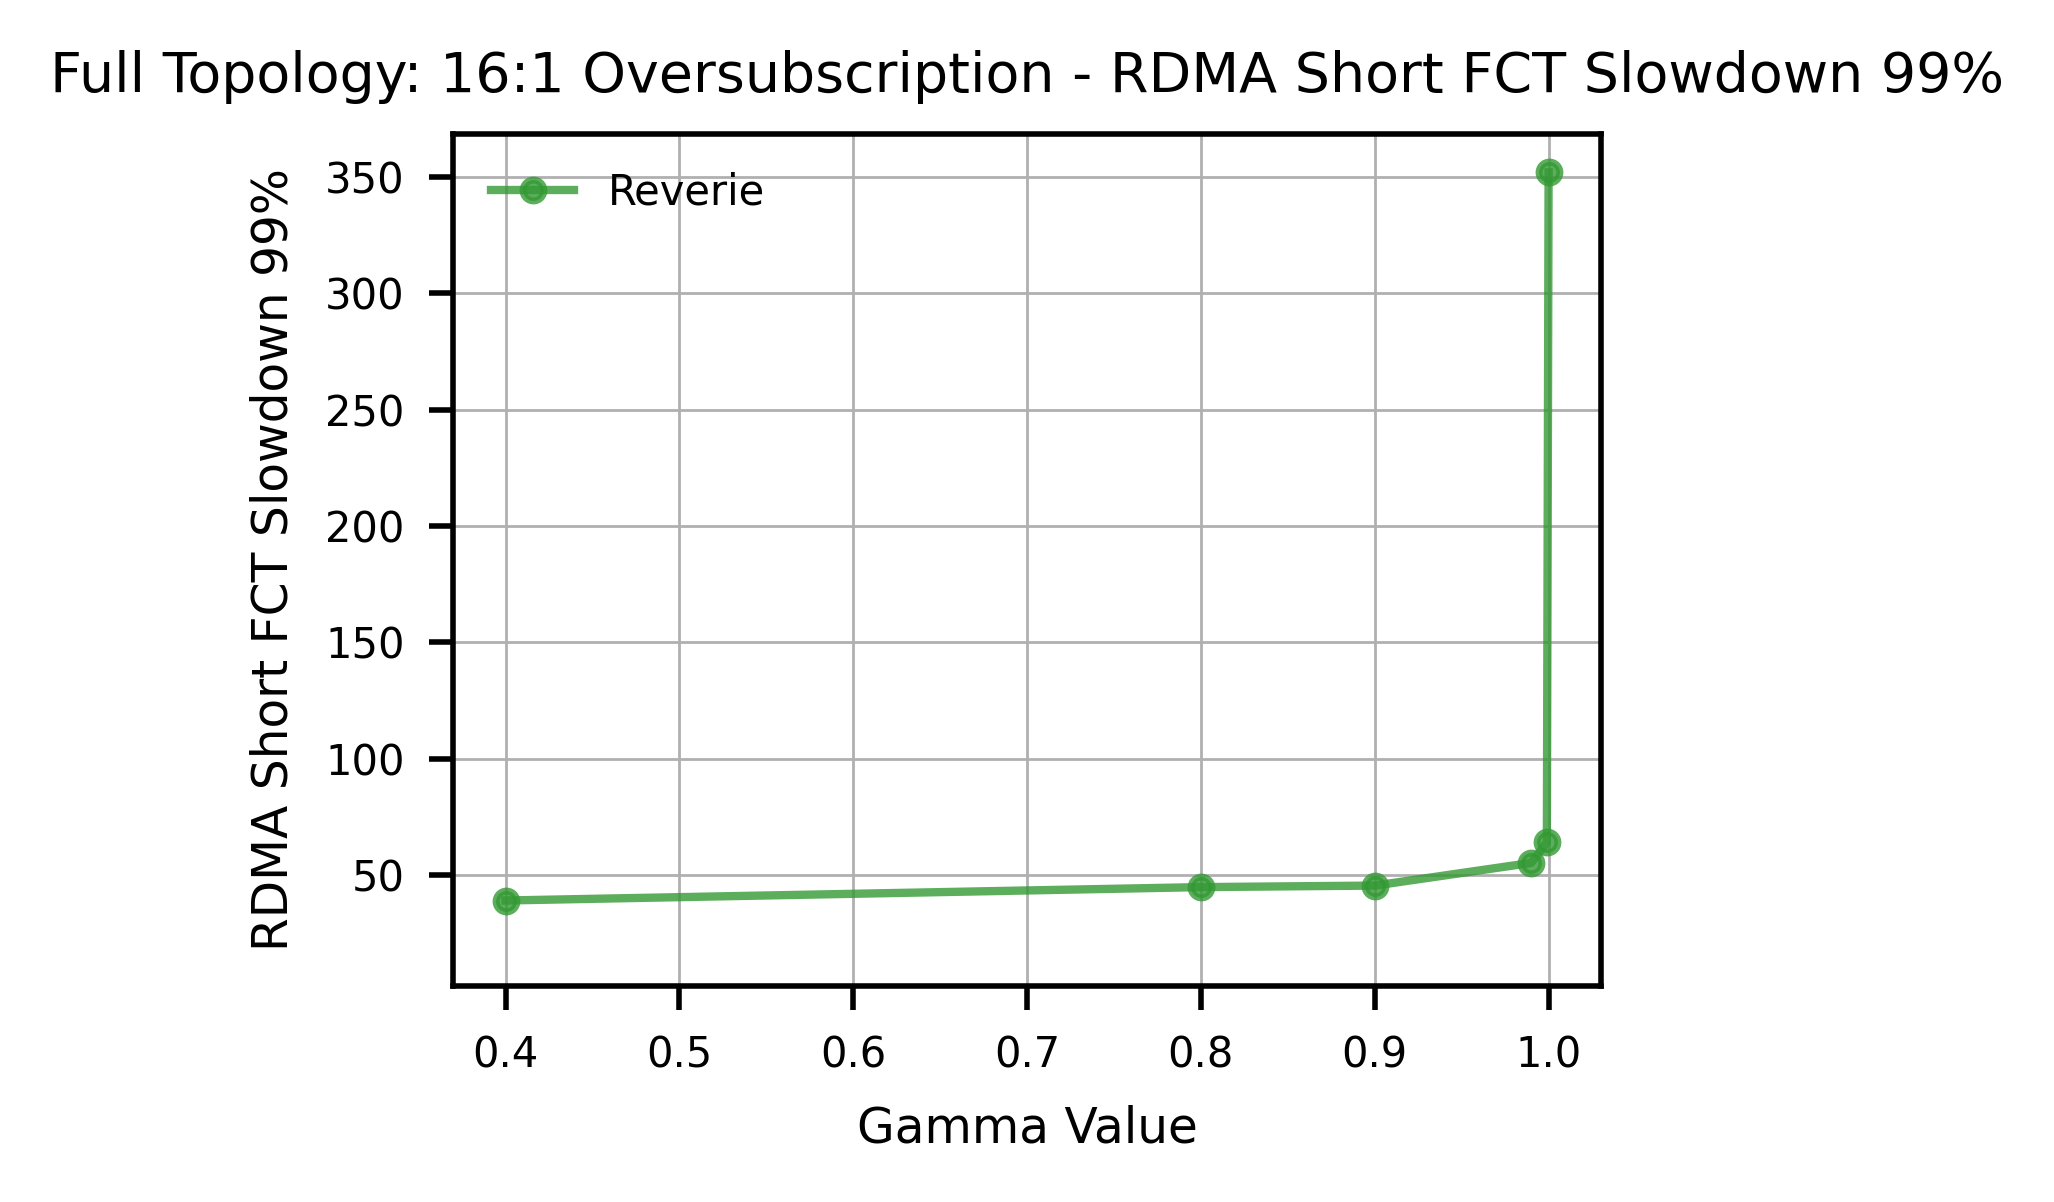 Full Topology: 16:1 Oversubscription - RDMA Short FCT Slowdown 99%
RDMA Short FCT Slowdown 99%
350
300
250
200
150
100
50
Reverie
0.4 0.5 0.6 0.7 0.8 0.9 1.0
Gamma Value